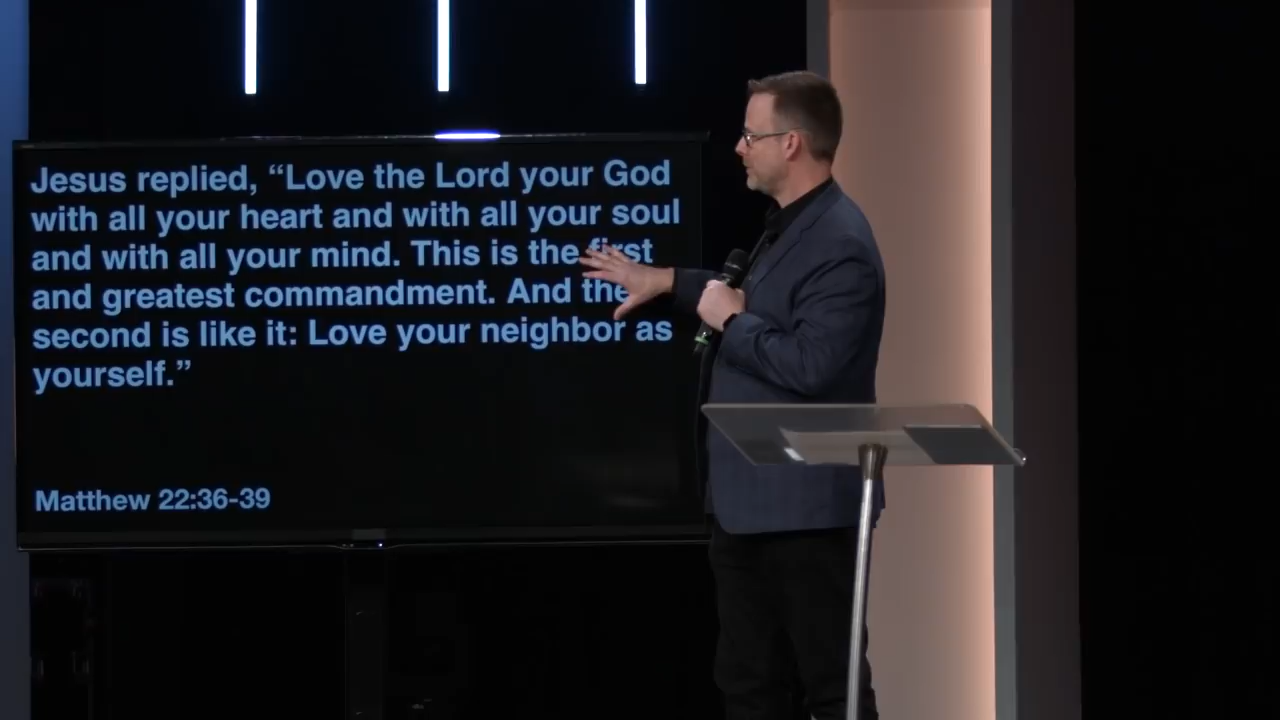 Jesus replied, “Love the Lord your God
with all your heart and with all your soul
and with all your mind. This is the first
and greatest commandment. And the
second is like it: Love your neighbor as
yourself.”
Matthew 22:36-39